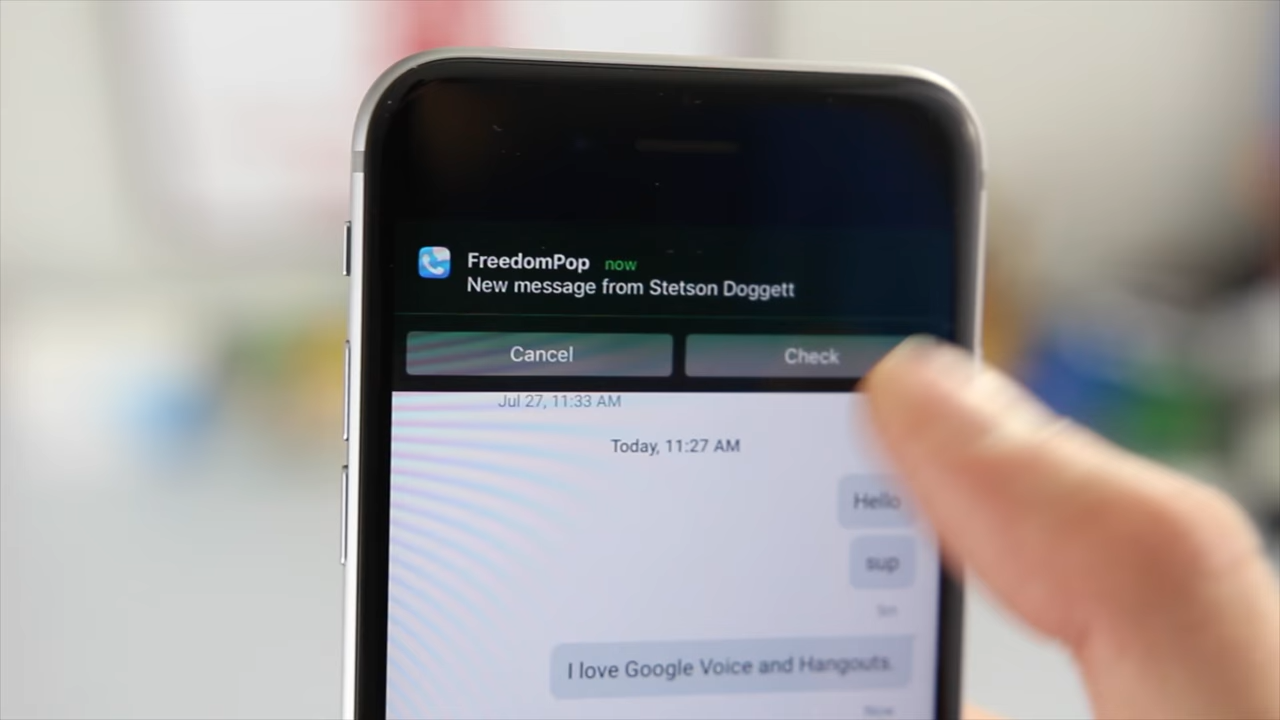 FreedomPop now
New message from Stetson Doggett
Cancel Check
Jul 27, 11:33 AM
Today, 11:27 AM
Hello
sup
I love Google Voice and Hangouts.
Now